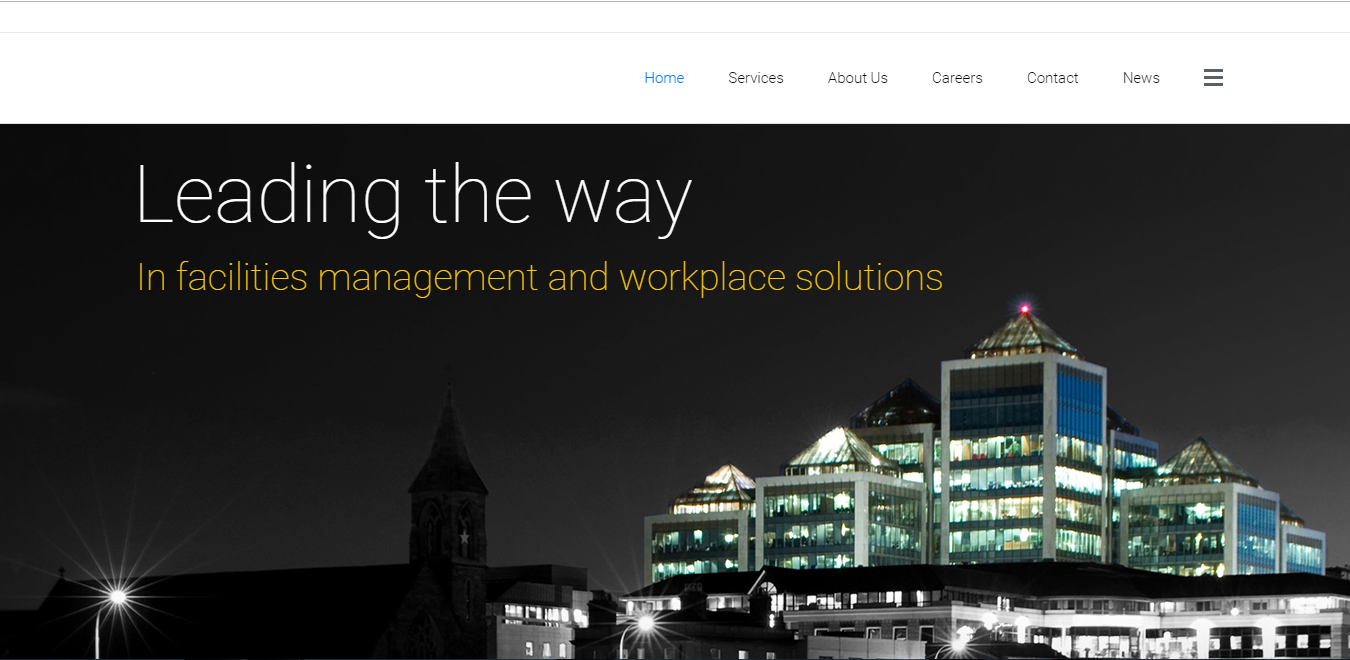 Home Services About Us Careers Contact News
Leading the way
In facilities management and workplace solutions